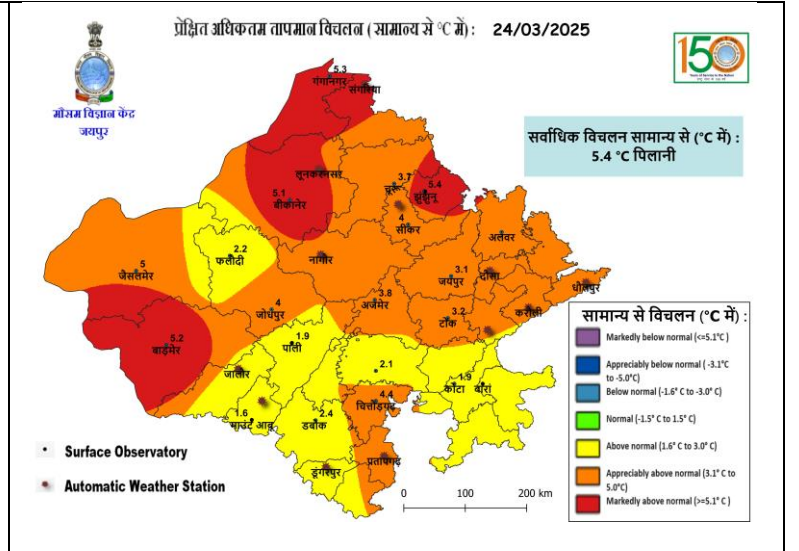 प्रेक्षित अधिकतम तापमान विचलन ( सामान्य से °C में) : 24/03/2025
मौसम विज्ञान केंद्र
जयपुर
150
सर्वाधिक विचलन सामान्य से (°C में) :
5.4 °C पिलानी
5.3
गंगानगर
संगरिया
लूनकरनसर
5.1
बीकानेर
3.7
चूरू
5.4
झुंझुनू
4
सीकर
अलवर
2.2
फलौदी
नागौर
5
जैसलमेर
3.1
जयपुर
दौसा
धौलपुर
4
जोधपुर
3.8
अजमेर
3.2
टोंक
करौली
5.2
बाड़मेर
1.9
पाली
जालौर
2.1
1.9
कोटा
बारां
4.4
चित्तौड़गढ़
1.6
माउंट आबू
2.4
डबोक
डूंगरपुर
प्रतापगढ़
सामान्य से विचलन (°C में) :
Markedly below normal (<=5.1°C )
Appreciably below normal ( -3.1°C
to -5.0°C)
Below normal (-1.6° C to -3.0° C)
Normal (-1.5° C to 1.5° C)
Above normal (1.6° C to 3.0° C)
Appreciably above normal (3.1° C to
5.0°C)
Markedly above normal (>=5.1° C )
Surface Observatory
Automatic Weather Station
0 100 200 km